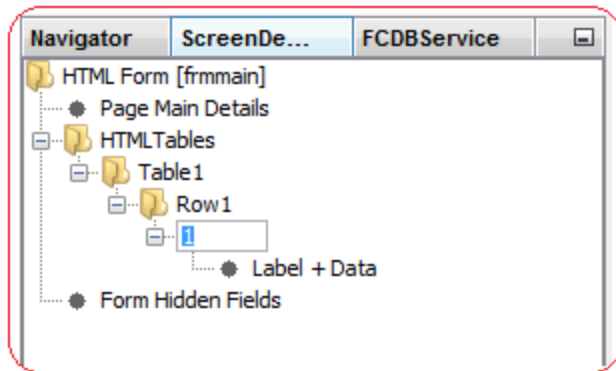 Navigator ScreenDe... FCDBService
HTML Form [frmmain]
Page Main Details
HTMLTables
Table1
Row1
1
Label + Data
Form Hidden Fields